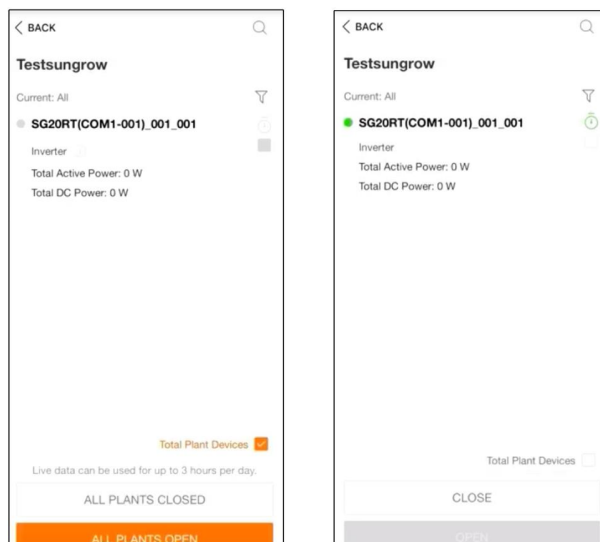 BACK
Testsungrow
Current: All
SG20RT(COM1-001)_001_001
Inverter
Total Active Power: 0 W
Total DC Power: 0 W
Total Plant Devices
Live data can be used for up to 3 hours per day.
ALL PLANTS CLOSED
ALL PLANTS OPEN
BACK
Testsungrow
Current: All
SG20RT(COM1-001)_001_001
Inverter
Total Active Power: 0 W
Total DC Power: 0 W
Total Plant Devices
CLOSE
OPEN